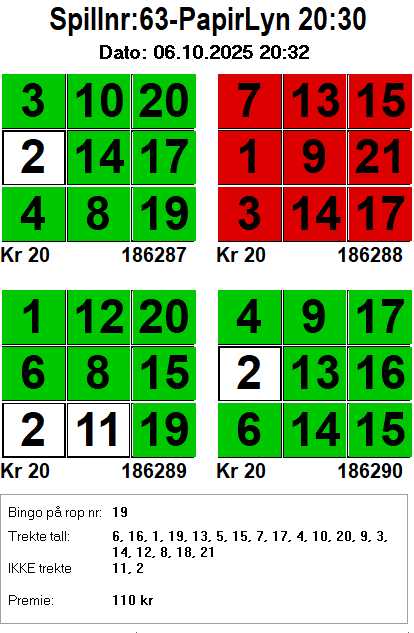 Spillnr:63-PapirLyn 20:30
Dato: 06.10.2025 20:32
3 10 20
2 14 17
4 8 19
Kr 20 186287
7 13 15
1 9 21
3 14 17
Kr 20 186288
1 12 20
6 8 15
2 11 19
Kr 20 186289
4 9 17
2 13 16
6 14 15
Kr 20 186290
Bingo på rop nr: 19
Trekte tall: 6, 16, 1, 19, 13, 5, 15, 7, 17, 4, 10, 20, 9, 3,
14, 12, 8, 18, 21
IKKE trekte 11, 2
Premie: 110 kr